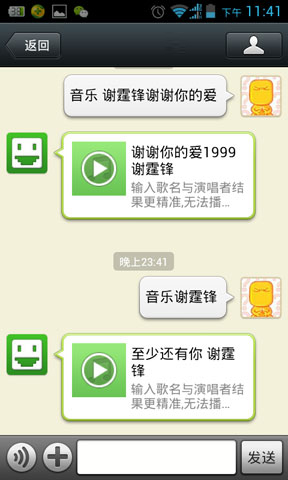 下午 11:41
返回
音乐 谢霆锋谢谢你的爱
谢谢你的爱1999
谢霆锋
输入歌名与演唱者结
果更精准,无法播...
晚上23:41
音乐谢霆锋
至少还有你 谢霆
锋
输入歌名与演唱者结
果更精准,无法播...
发送